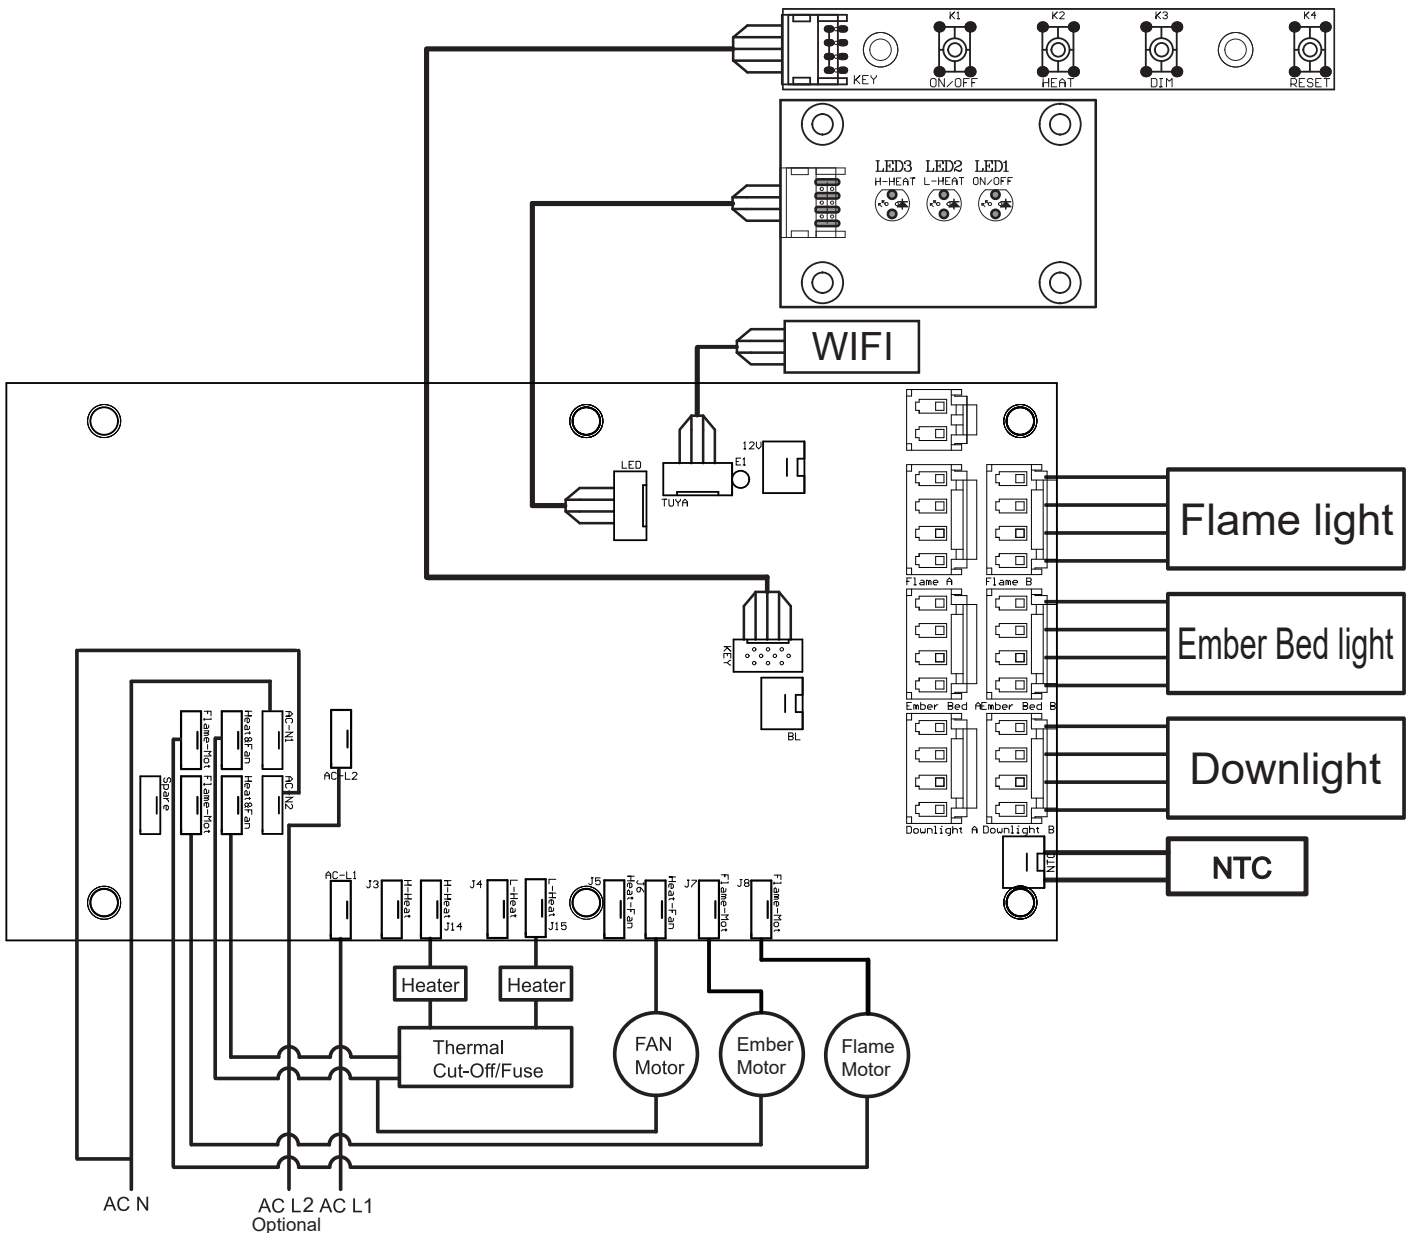 K1 K2 K3 K4
KEY ON/OFF HEAT DIM RESET
LED3 LED2 LED1
H-HEAT L-HEAT ON/OFF
WIFI
12V
LED
E1
TUYA
Flame light
Flame A Flame B
Ember Bed light
KEY
Ember Bed A Ember Bed B
BL
Downlight
Flame-Mot Heat&Fan AC-N1
AC-L2
Spare Flame-Mot Heat&Fan AC-N2
Downlight A Downlight B
NTC
AC-L1 J3 H-Heat H-Heat J14 J4 L-Heat L-Heat J15 J5 Heat-Fan J6 Heat-Fan J7 Flame-Mot J8 Flame-Mot
Heater Heater
Thermal
Cut-Off/Fuse
FAN
Motor
Ember
Motor
Flame
Motor
AC N
AC L2 AC L1
Optional